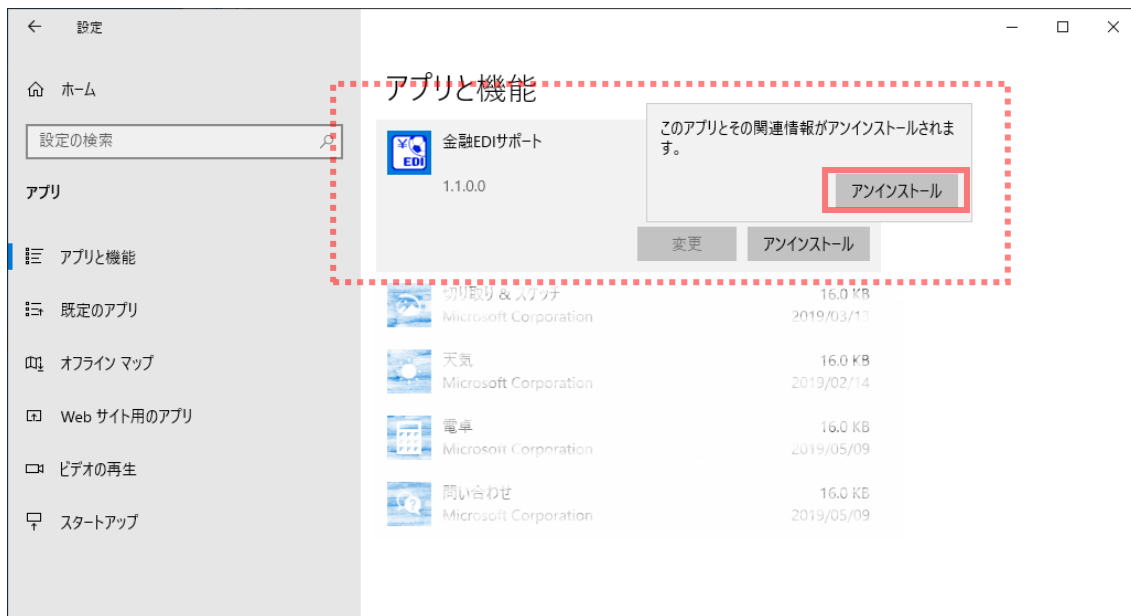 設定
ホーム
設定の検索
アプリ
アプリと機能
既定のアプリ
オフライン マップ
Web サイト用のアプリ
ビデオの再生
スタートアップ
アプリと機能
¥
EDI
金融EDIサポート
1.1.0.0
このアプリとその関連情報がアンインストールされま
す。
アンインストール
変更
アンインストール
切り取り & スケッチ
16.0 KB
Microsoft Corporation
2019/03/13
天気
16.0 KB
Microsoft Corporation
2019/02/14
電卓
16.0 KB
Microsoft Corporation
2019/05/09
問い合わせ
16.0 KB
Microsoft Corporation
2019/05/09